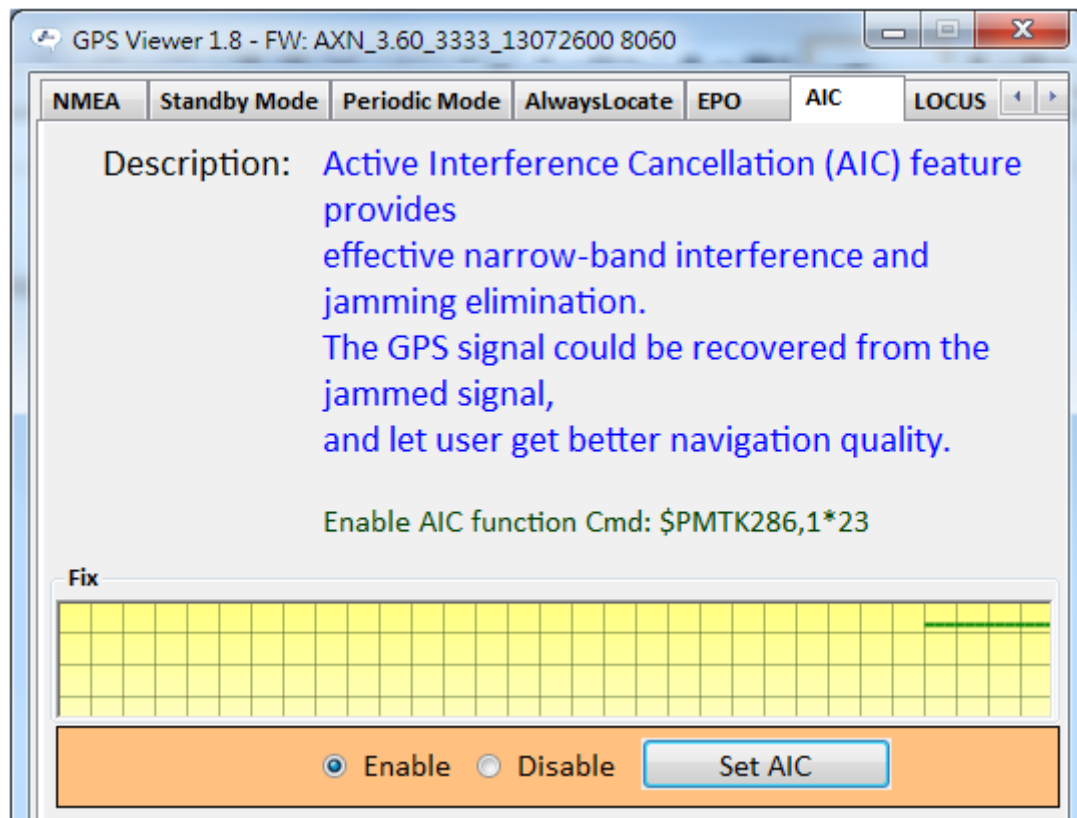 GPS Viewer 1.8 - FW: AXN_3.60_3333_13072600 8060
NMEA Standby Mode Periodic Mode AlwaysLocate EPO AIC LOCUS
Description: Active Interference Cancellation (AIC) feature
provides
effective narrow-band interference and
jamming elimination.
The GPS signal could be recovered from the
jammed signal,
and let user get better navigation quality.
Enable AIC function Cmd: $PMTK286,1*23
Fix
Enable Disable Set AIC